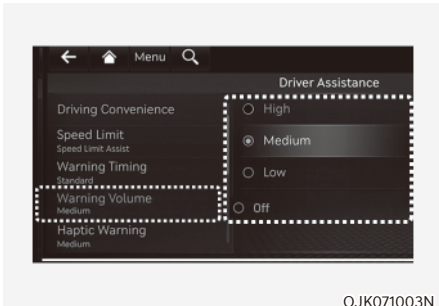 Menu
Driver Assistance
Driving Convenience
High
Speed Limit
Speed Limit Assist
Medium
Warning Timing
Standard
Low
Warning Volume
Medium
Off
Haptic Warning
Medium
OJK071003N